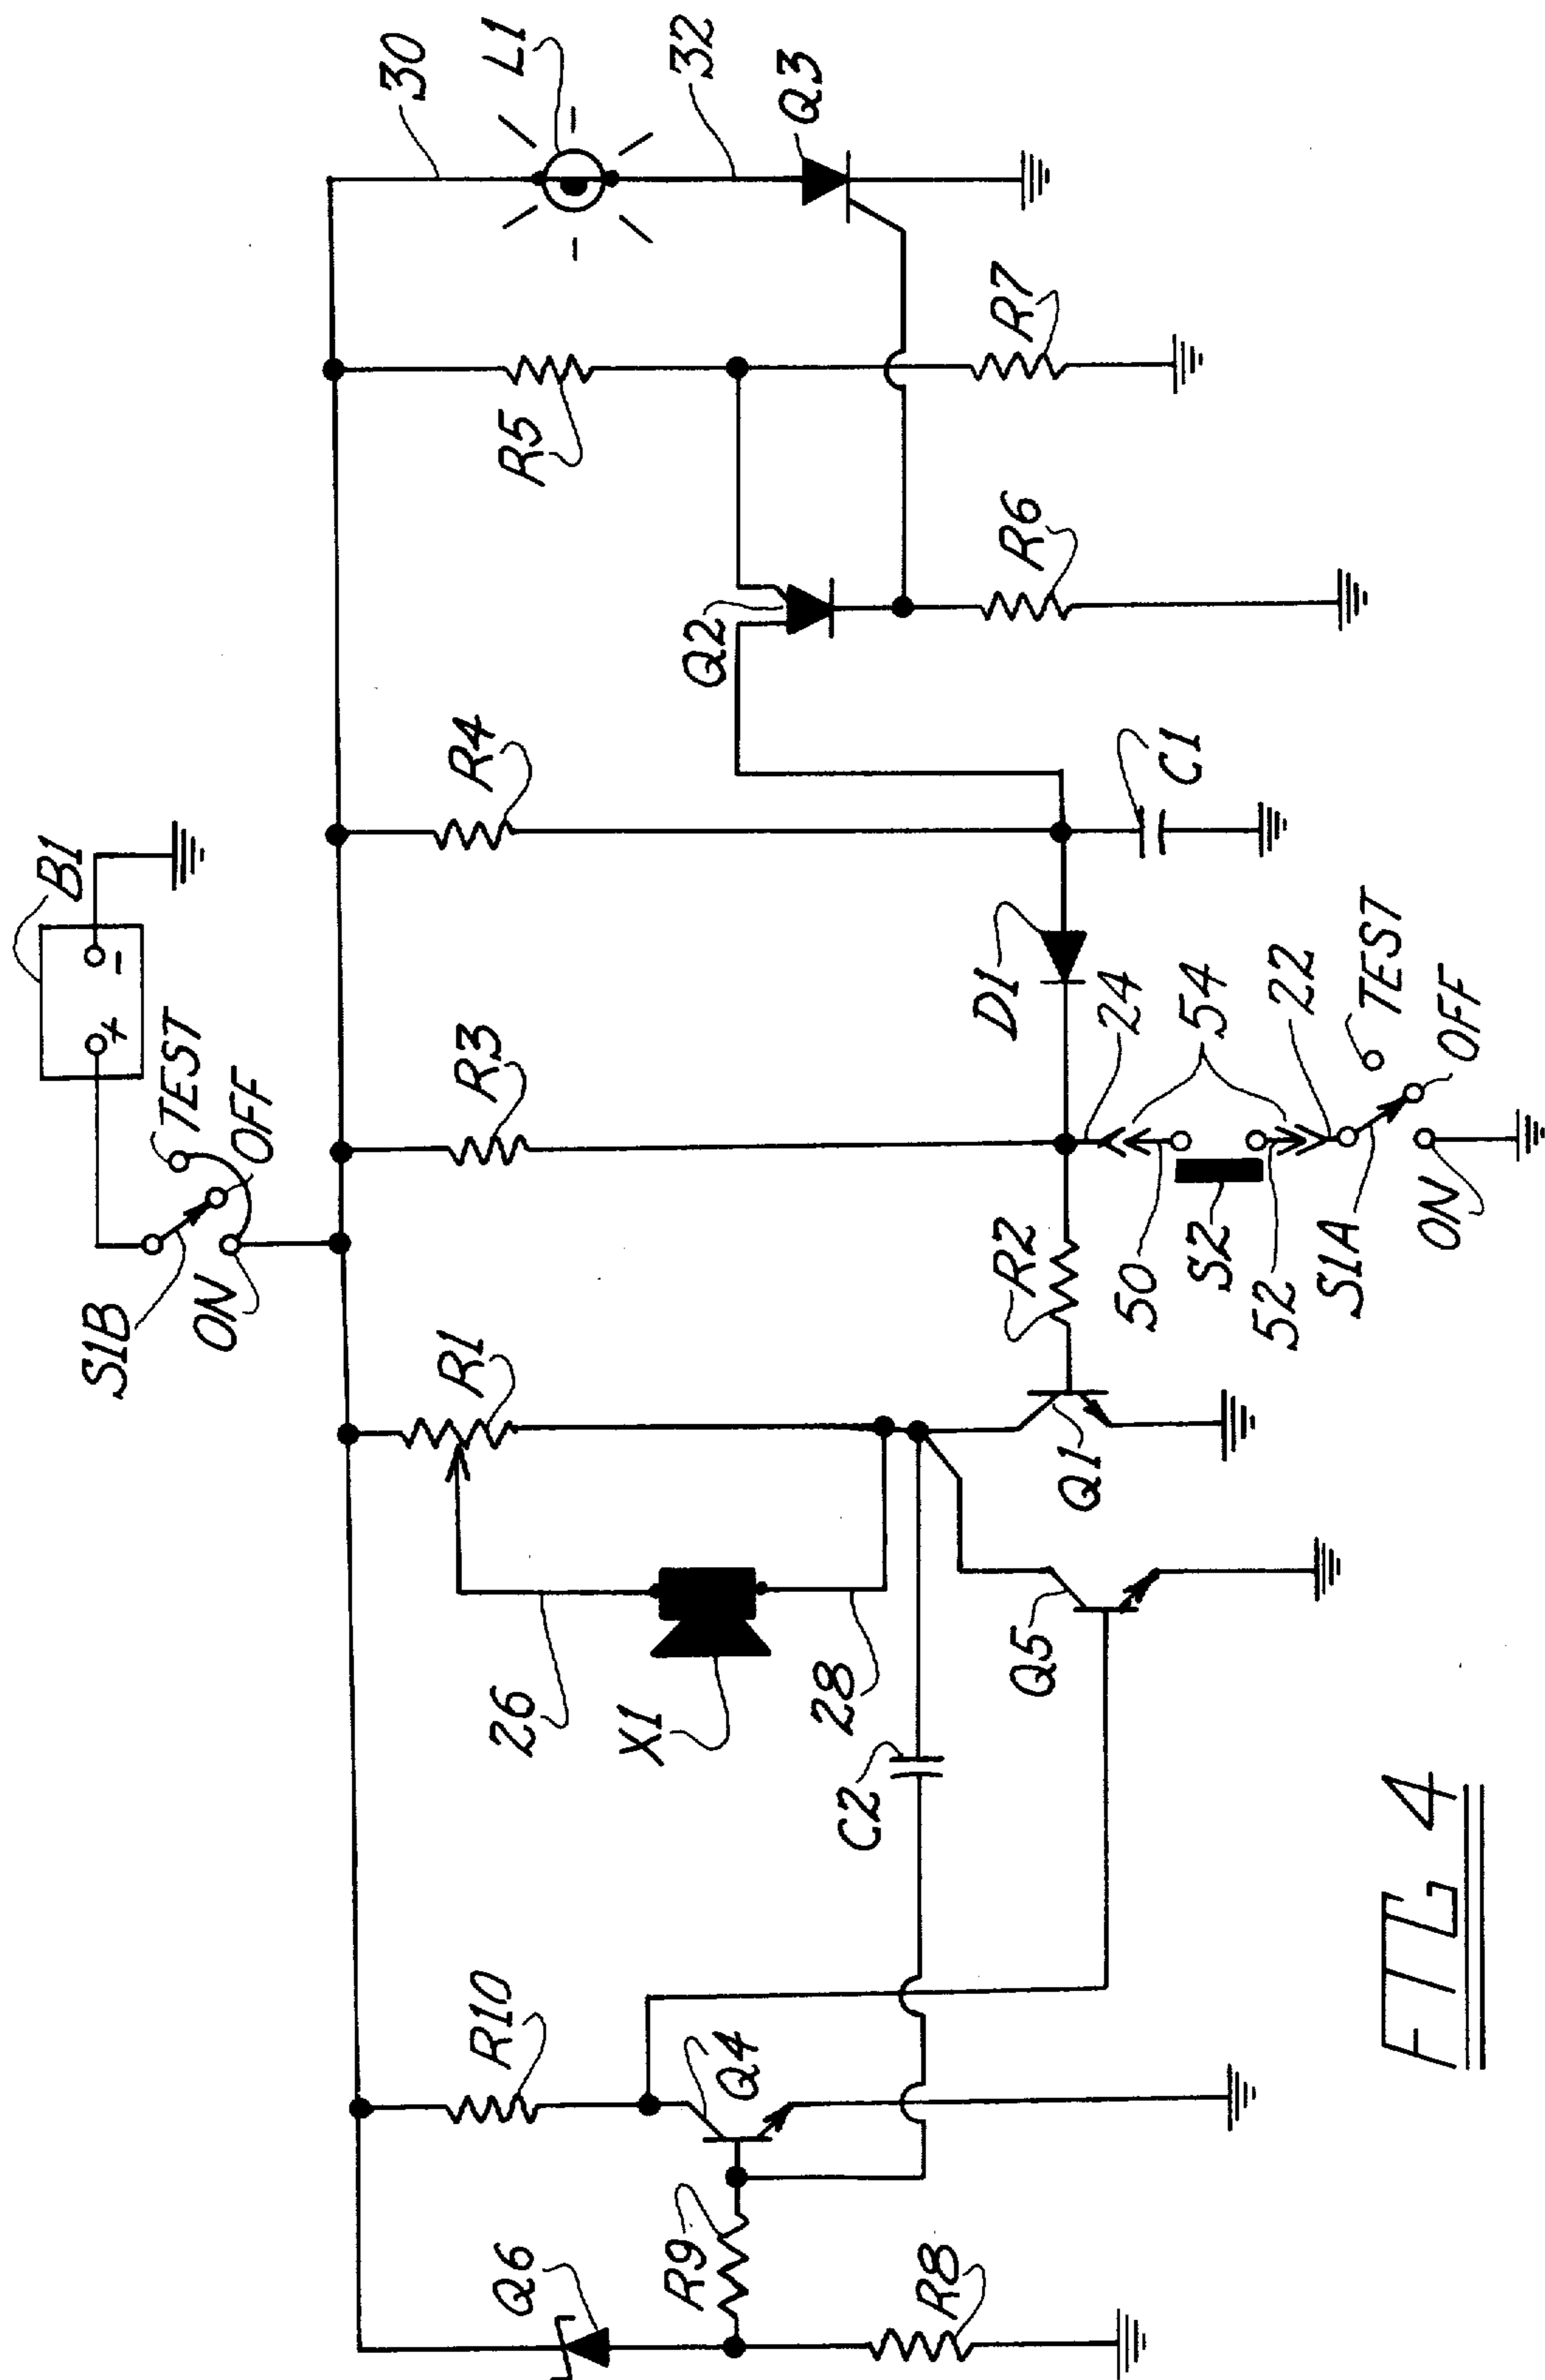 B1
+
-
S1B
TEST
OFF
ON
30
L1
32
Q3
R1
R3
R4
R5
R10
Q6
26
X1
28
C2
Q4
R9
R8
Q5
Q1
R2
D1
24
54
50
S2
52
22
S1A
TEST
OFF
ON
C1
Q2
R6
R7
FIG 4